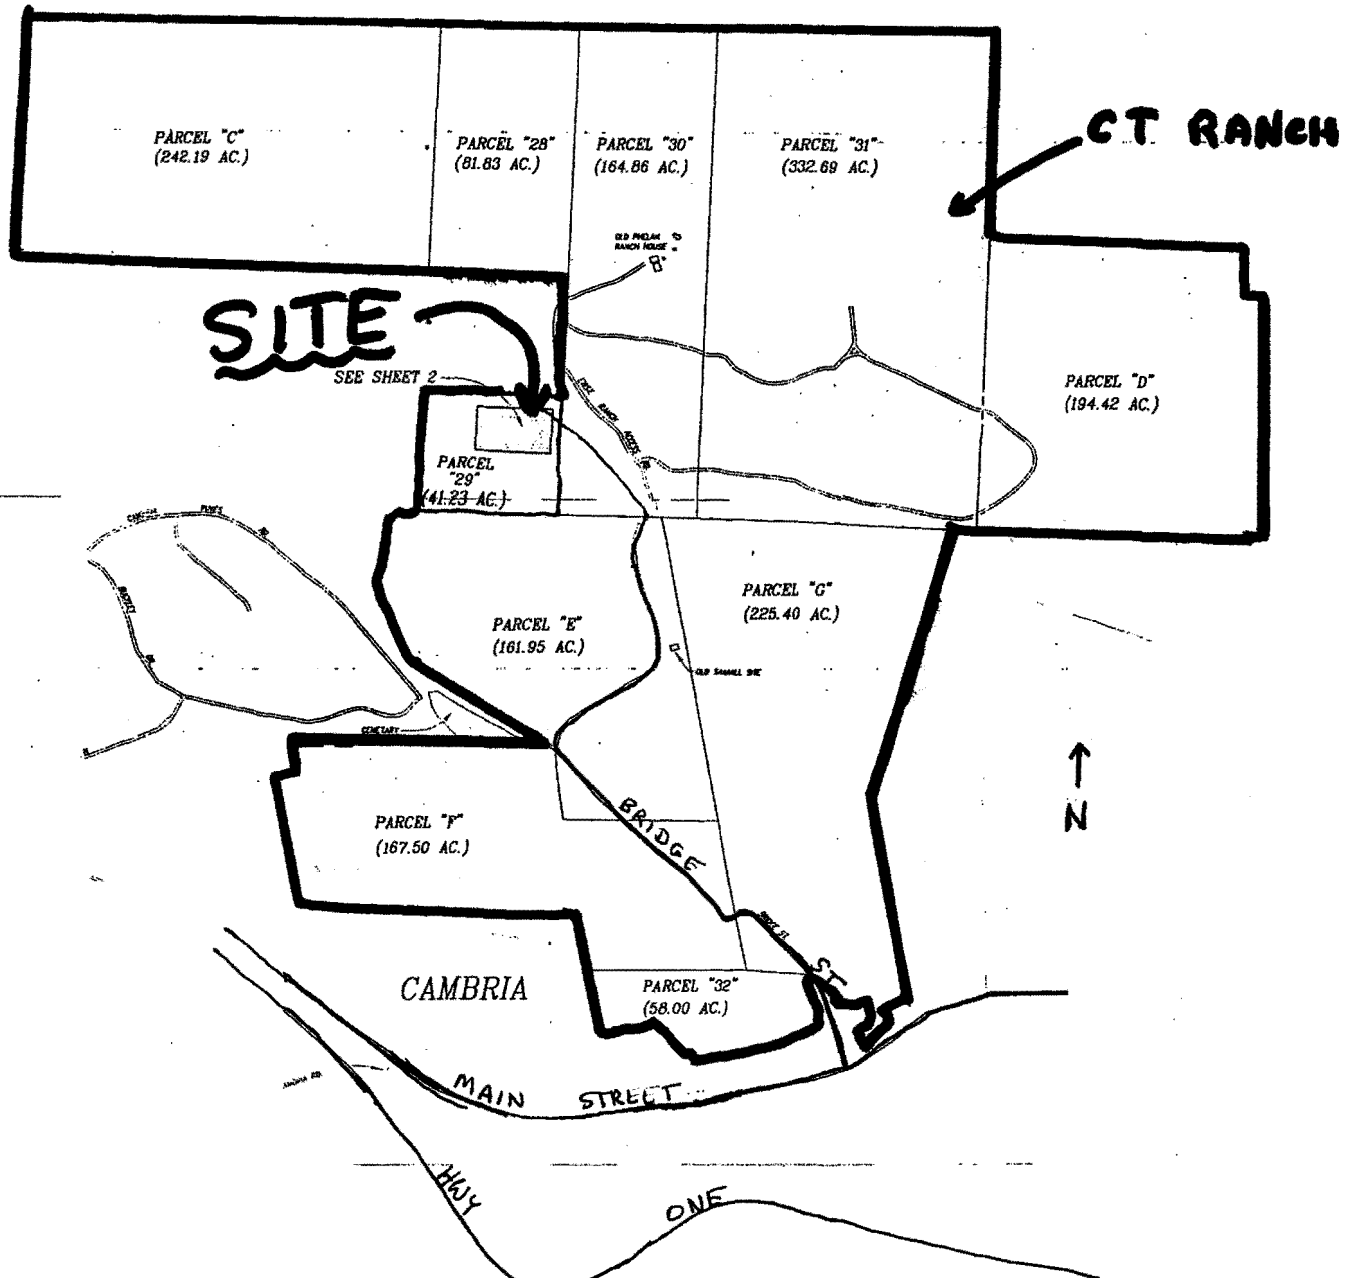 PARCEL "C"
(242.19 AC.)
PARCEL "28"
(81.83 AC.)
PARCEL "30"
(164.86 AC.)
PARCEL "31"
(332.69 AC.)
CT RANCH
OLD PHELAN
RANCH HOUSE
SITE
SEE SHEET 2
PARCEL "D"
(194.42 AC.)
PARCEL
"29"
(41.23 AC.)
RANCH
PARCEL "G"
(225.40 AC.)
PARCEL "E"
(161.95 AC.)
OLD SAWMILL SITE
CEMETARY
N
PARCEL "F"
(167.50 AC.)
BRIDGE
BRIDGE ST.
ST
CAMBRIA
PARCEL "32"
(58.00 AC.)
MAIN STREET
HWY
ONE